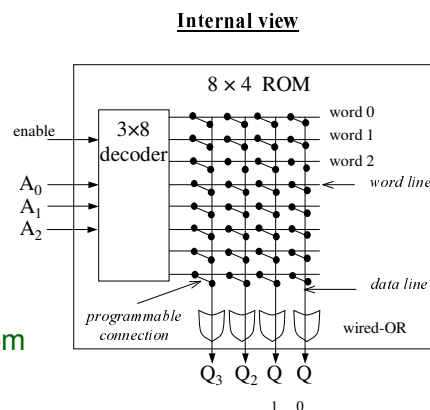 Internal view
8 × 4 ROM
word 0
enable
3×8
decoder
word 1
word 2
A0
word line
A1
A2
data line
programmable
connection
wired-OR
m
Q3 Q2 Q Q
1 0